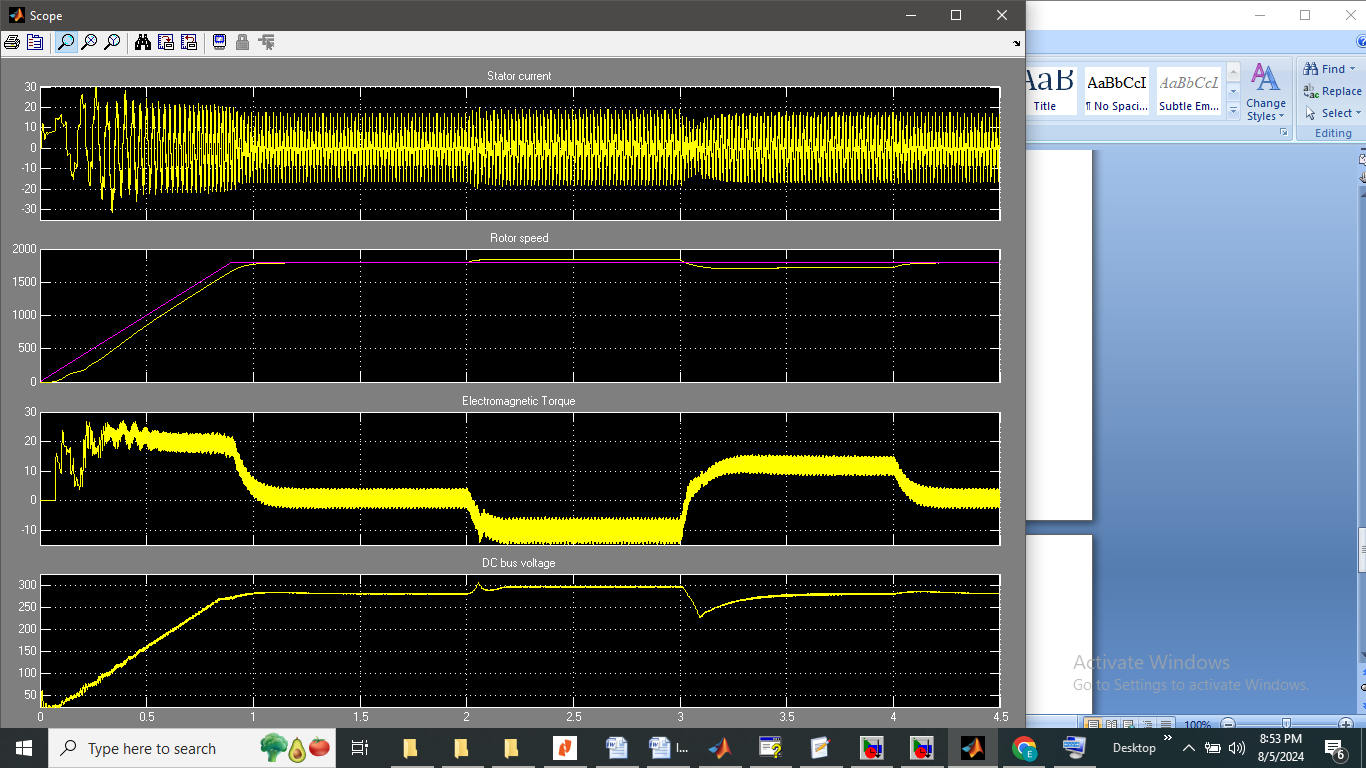 Scope
Stator current
30
20
10
0
-10
-20
-30
Rotor speed
2000
1500
1000
500
0
Electromagnetic Torque
30
20
10
0
-10
DC bus voltage
300
250
200
150
100
50
0 0.5 1 1.5 2 2.5 3 3.5 4 4.5
AaB AaBbCcI AaBbCcI
Title ¶ No Spaci... Subtle Em...
Change
Styles
Find
Replace
Select
Editing
Activate Windows
Go to Settings to activate Windows.
100%
Type here to search
I...
Desktop
8:53 PM
8/5/2024
6